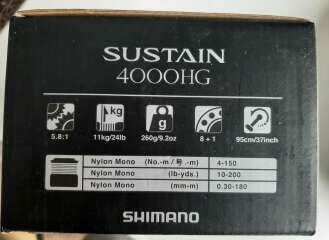 SUSTAIN
4000HG
kg
g
5.8:1 11kg/24lb 260g/9.2oz 8+1 95cm/37inch
Nylon Mono (No.-m / 号 -m) 4-150
Nylon Mono (lb-yds.) 10-200
Nylon Mono (mm-m) 0.30-180
SHIMANO